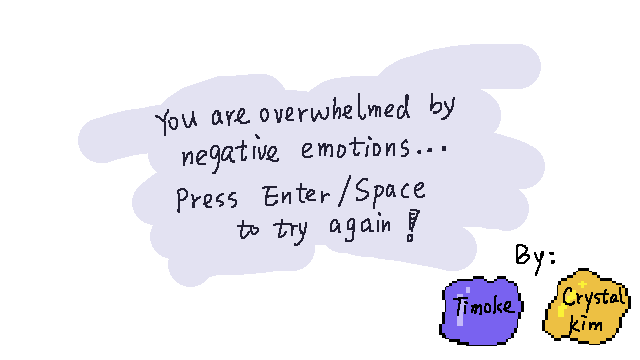 You are overwhelmed by
negative emotions...
Press Enter/Space
to try again!
By:
Timoke
Crystal
kim